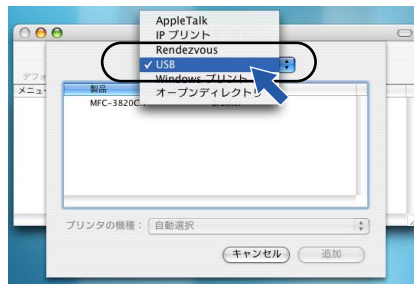 AppleTalk
IP プリント
Rendezvous
✓ USB
Windows プリント
オープンディレクトリ
デフォ
メニュー
製品
MFC-3820C
プリンタの機種： 自動選択
キャンセル 追加